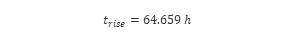 t_rise = 64.659 h